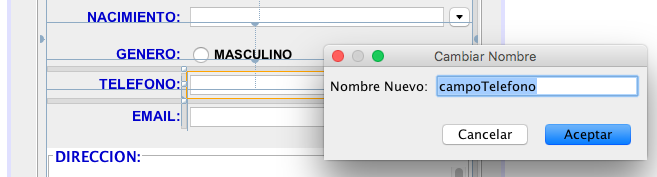 NACIMIENTO:
GENERO: MASCULINO
TELEFONO:
EMAIL:
DIRECCION:
Cambiar Nombre
Nombre Nuevo: campoTelefono
Cancelar Aceptar